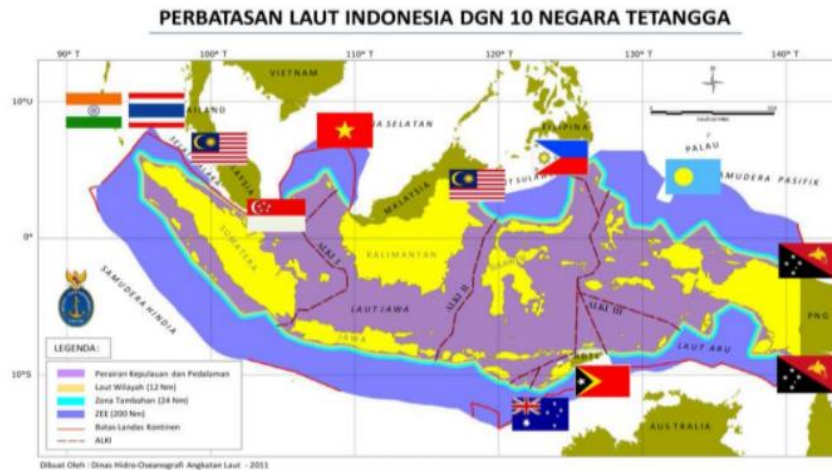 PERBATASAN LAUT INDONESIA DGN 10 NEGARA TETANGGA
90° T
100° T
110° T
120° T
130° T
140° T
VIETNAM
10°U
FILIPINA
PALAU
SAMUDERA PASIFIK
MALAYSIA
0°
SUMATERA
KALIMANTAN
ALKI I
ALKI II
ALKI III
SAMUDERA HINDIA
LAUT JAWA
JAWA
PNG
LAUT
10°S
AUSTRALIA
LEGENDA :
Perairan Kepulauan dan Pedalaman
Laut Wilayah (12 Nm)
Zona Tambahan (24 Nm)
ZEE (200 Nm)
Batas Landas Kontinen
ALKI
Dibuat Oleh : Dinas Hidro-Oseanografi Angkatan Laut - 2011